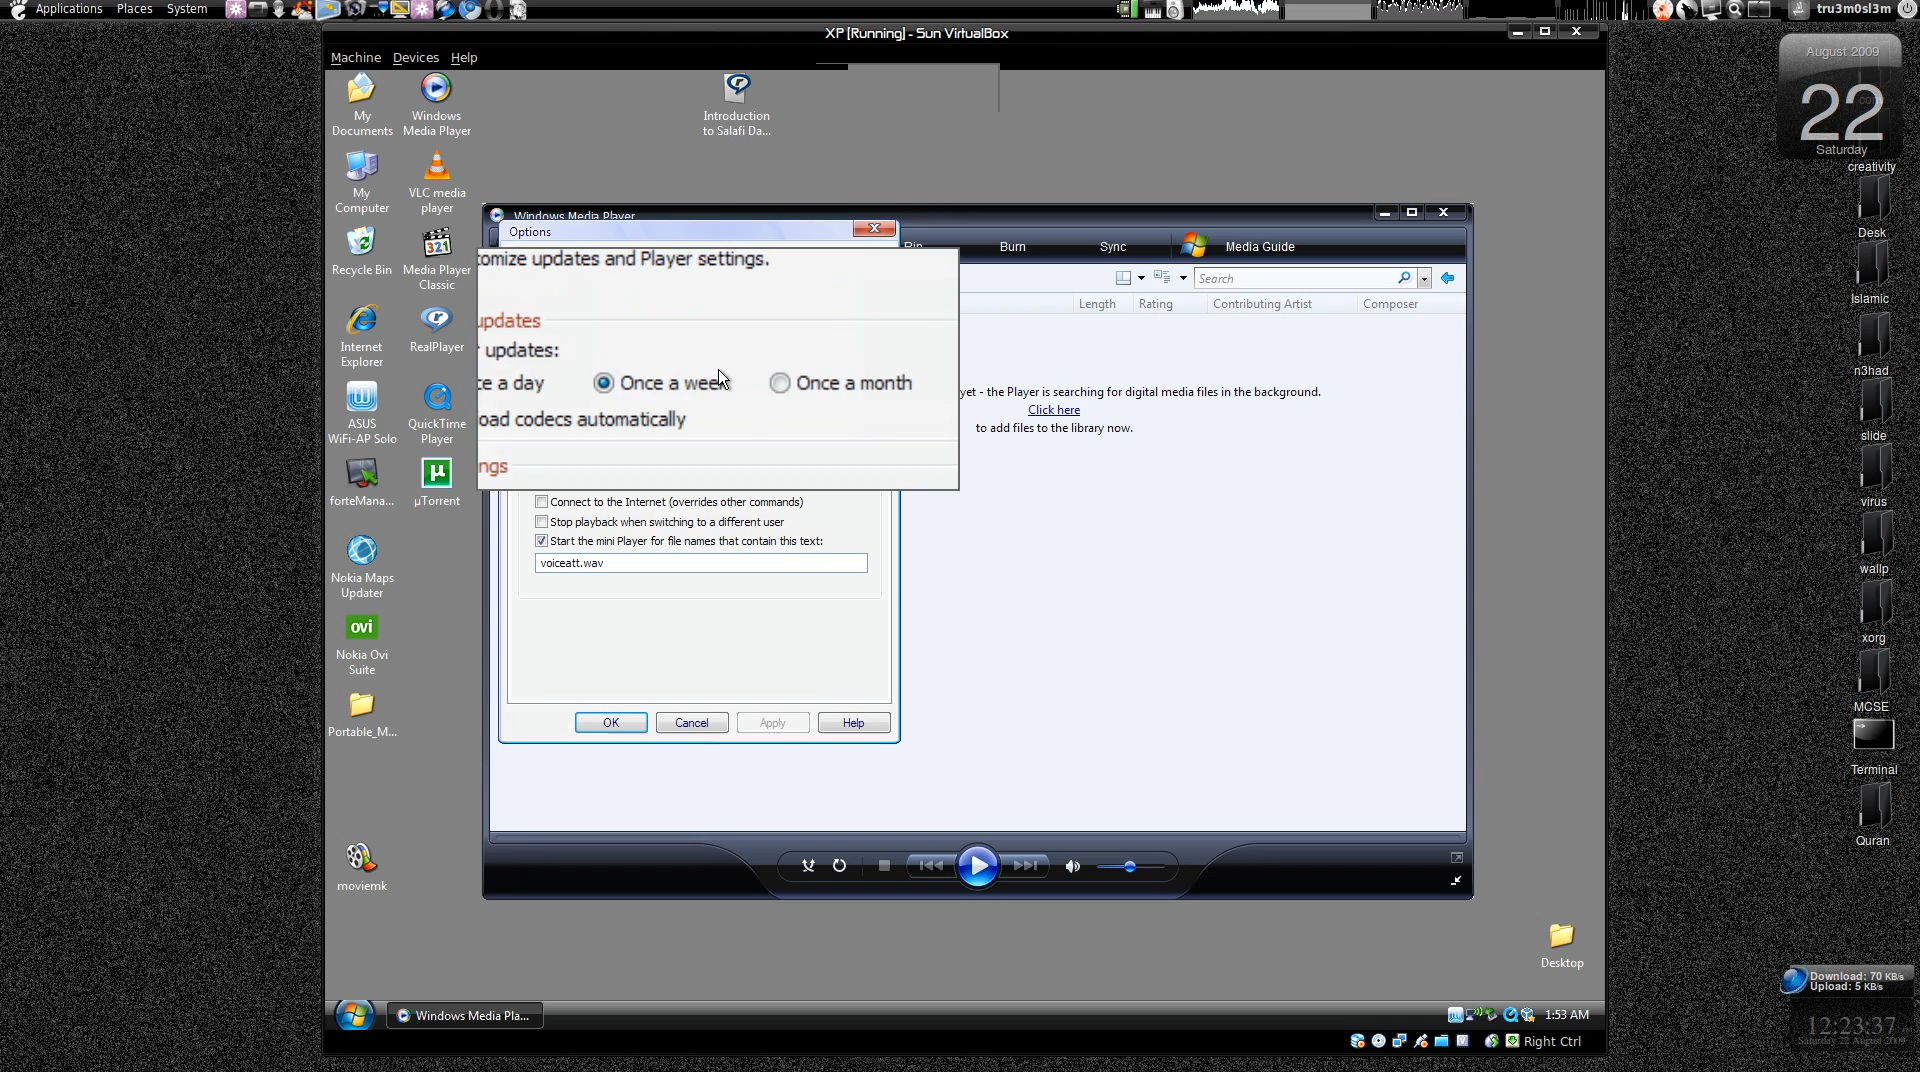 Applications Places System
tru3m0sl3m
XP [Running] - Sun VirtualBox
Machine Devices Help
My Documents
Windows Media Player
Introduction to Salafi Da...
My Computer
VLC media player
Recycle Bin
Media Player Classic
Internet Explorer
RealPlayer
ASUS WiFi-AP Solo
QuickTime Player
forteMana...
µTorrent
Nokia Maps Updater
ovi
Nokia Ovi Suite
Portable_M...
moviemk
Desktop
Windows Media Player
Burn Sync Media Guide
Search
Length Rating Contributing Artist Composer
yet - the Player is searching for digital media files in the background.
Click here
to add files to the library now.
Options
tomize updates and Player settings.
updates
r updates:
ce a day Once a week Once a month
oad codecs automatically
ngs
Connect to the Internet (overrides other commands)
Stop playback when switching to a different user
Start the mini Player for file names that contain this text:
voiceatt.wav
OK Cancel Apply Help
Windows Media Pla...
1:53 AM
Right Ctrl
August 2009
22
Saturday
creativity
Desk
Islamic
n3had
slide
virus
wallp
xorg
MCSE
Terminal
Quran
Download: 70 KB/s
Upload: 5 KB/s
12:23:37
Saturday 22 August 2009